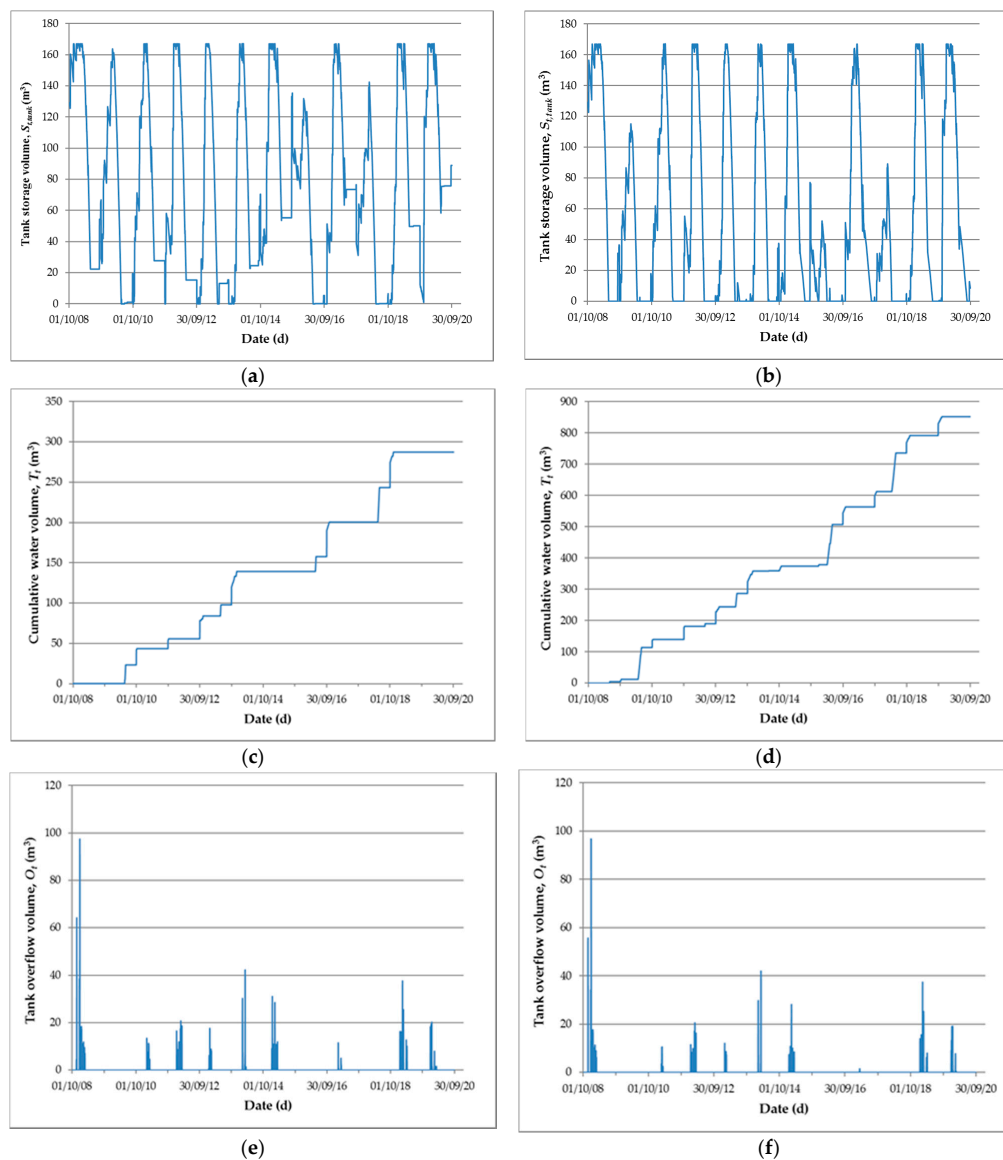 180
160
140
120
100
80
60
40
20
0
Tank storage volume, St,tank (m³)
01/10/08 01/10/10 30/09/12 01/10/14 30/09/16 01/10/18 30/09/20
Date (d)
(a)
180
160
140
120
100
80
60
40
20
0
Tank storage volume, St,tank (m³)
01/10/08 01/10/10 30/09/12 01/10/14 30/09/16 01/10/18 30/09/20
Date (d)
(b)
350
300
250
200
150
100
50
0
Cumulative water volume, Tt (m³)
01/10/08 01/10/10 30/09/12 01/10/14 30/09/16 01/10/18 30/09/20
Date (d)
(c)
900
800
700
600
500
400
300
200
100
0
Cumulative water volume, Tt (m³)
01/10/08 01/10/10 30/09/12 01/10/14 30/09/16 01/10/18 30/09/20
Date (d)
(d)
120
100
80
60
40
20
0
Tank overflow volume, Ot (m³)
01/10/08 01/10/10 30/09/12 01/10/14 30/09/16 01/10/18 30/09/20
Date (d)
(e)
120
100
80
60
40
20
0
Tank overflow volume, Ot (m³)
01/10/08 01/10/10 30/09/12 01/10/14 30/09/16 01/10/18 30/09/20
Date (d)
(f)